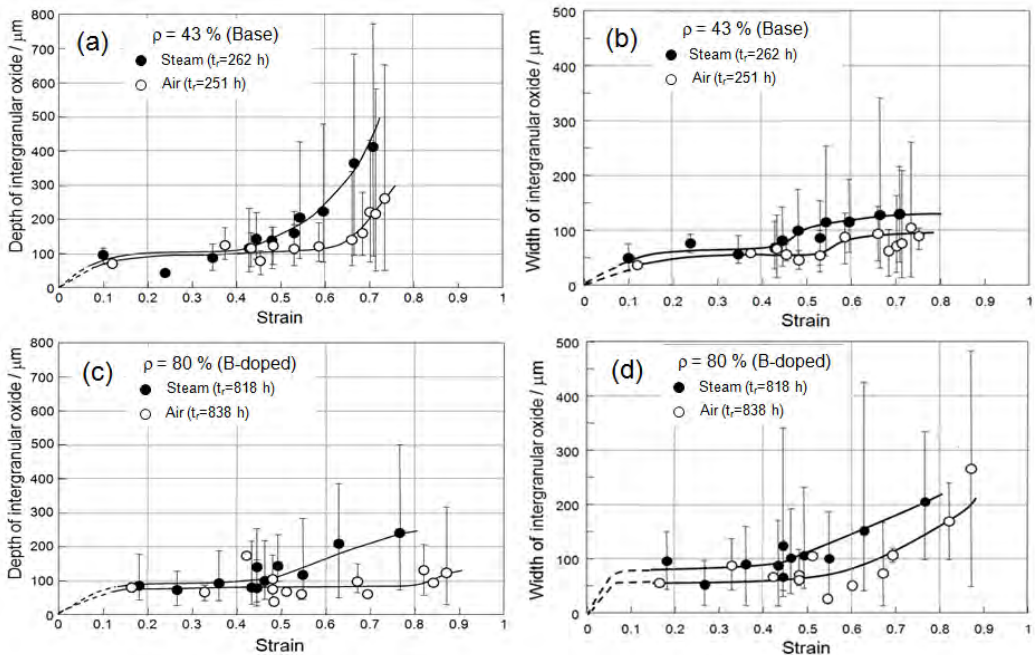 (a)
ρ = 43 % (Base)
Steam (tᵣ=262 h)
Air (tᵣ=251 h)
Depth of intergranular oxide / μm
800
700
600
500
400
300
200
100
0
0 0.1 0.2 0.3 0.4 0.5 0.6 0.7 0.8 0.9 1
Strain
(b)
ρ = 43 % (Base)
Steam (tᵣ=262 h)
Air (tᵣ=251 h)
Width of intergranular oxide / μm
500
400
300
200
100
0
0 0.1 0.2 0.3 0.4 0.5 0.6 0.7 0.8 0.9 1
Strain
(c)
ρ = 80 % (B-doped)
Steam (tᵣ=818 h)
Air (tᵣ=838 h)
Depth of intergranular oxide / μm
800
700
600
500
400
300
200
100
0
0 0.1 0.2 0.3 0.4 0.5 0.6 0.7 0.8 0.9 1
Strain
(d)
ρ = 80 % (B-doped)
Steam (tᵣ=818 h)
Air (tᵣ=838 h)
Width of intergranular oxide / μm
500
400
300
200
100
0
0 0.1 0.2 0.3 0.4 0.5 0.6 0.7 0.8 0.9 1
Strain